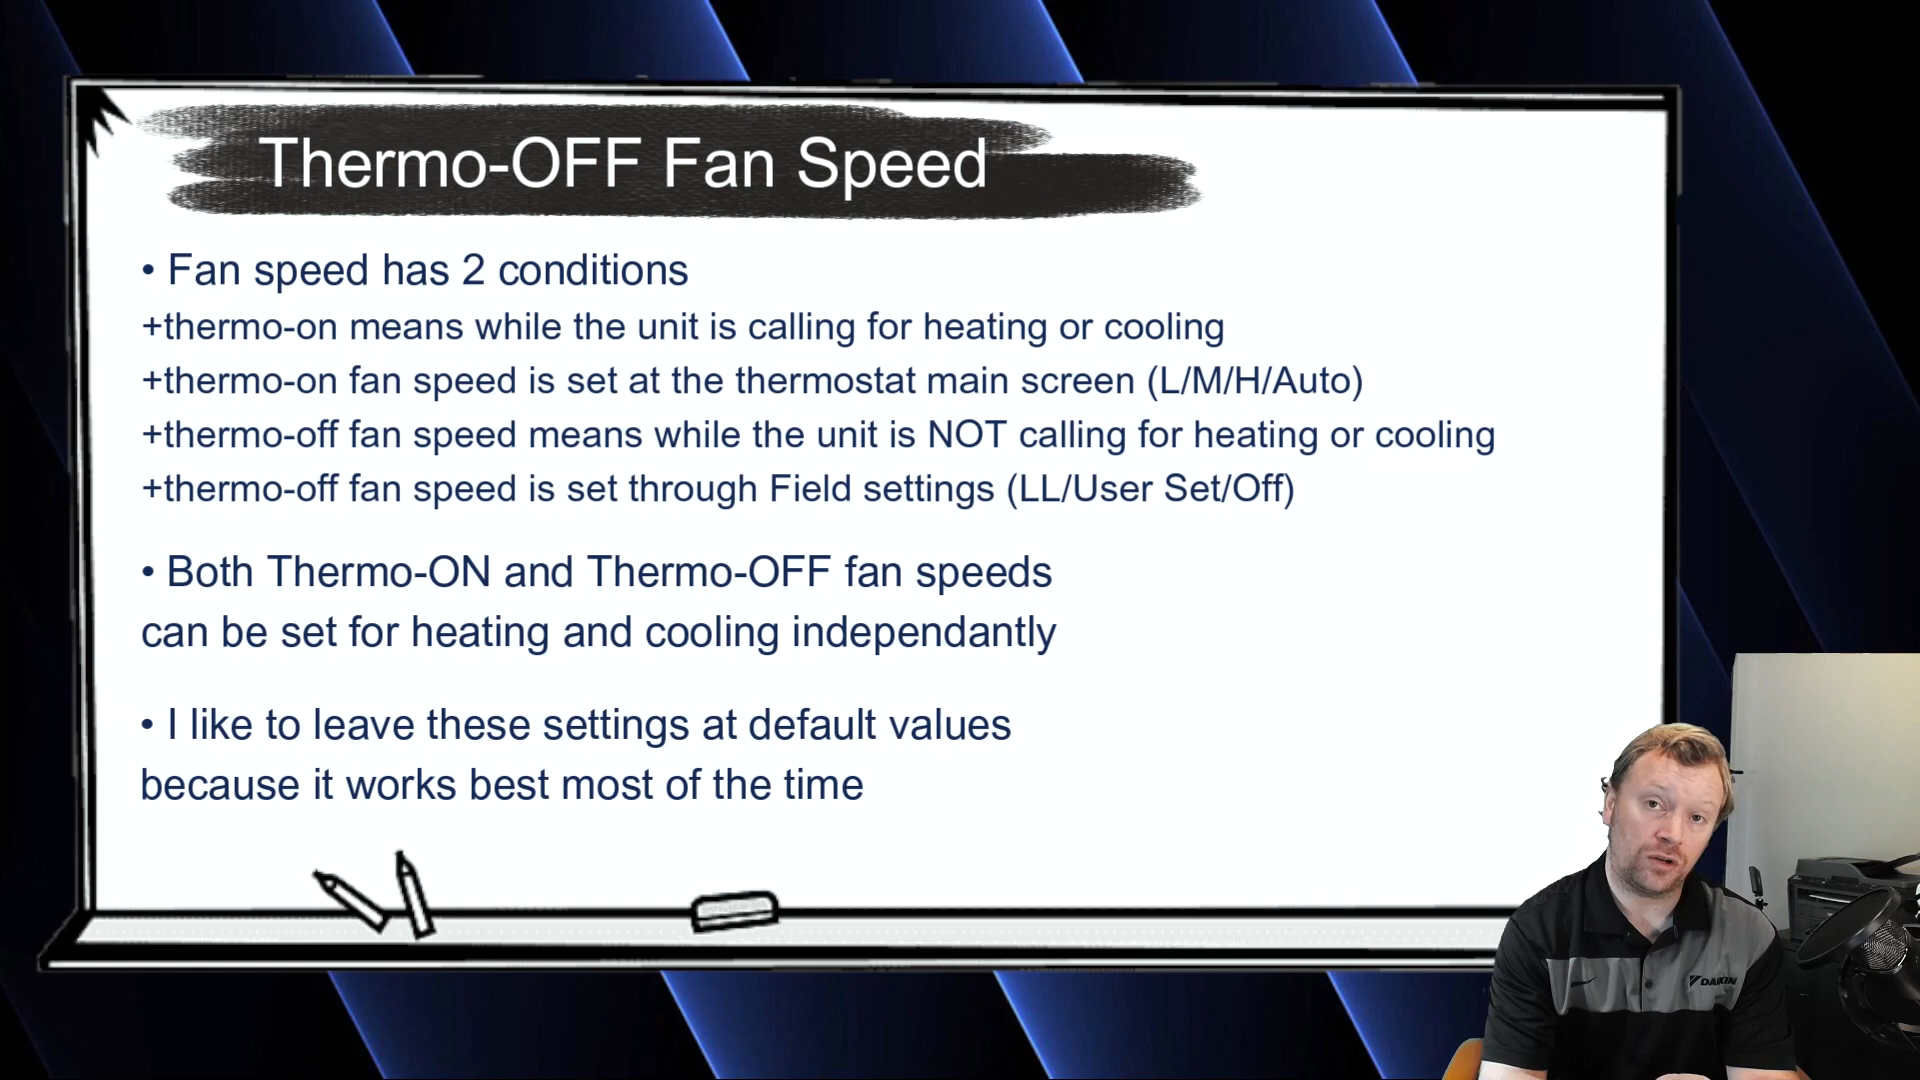 Thermo-OFF Fan Speed
• Fan speed has 2 conditions
+thermo-on means while the unit is calling for heating or cooling
+thermo-on fan speed is set at the thermostat main screen (L/M/H/Auto)
+thermo-off fan speed means while the unit is NOT calling for heating or cooling
+thermo-off fan speed is set through Field settings (LL/User Set/Off)
• Both Thermo-ON and Thermo-OFF fan speeds
can be set for heating and cooling independantly
• I like to leave these settings at default values
because it works best most of the time
DAIKIN